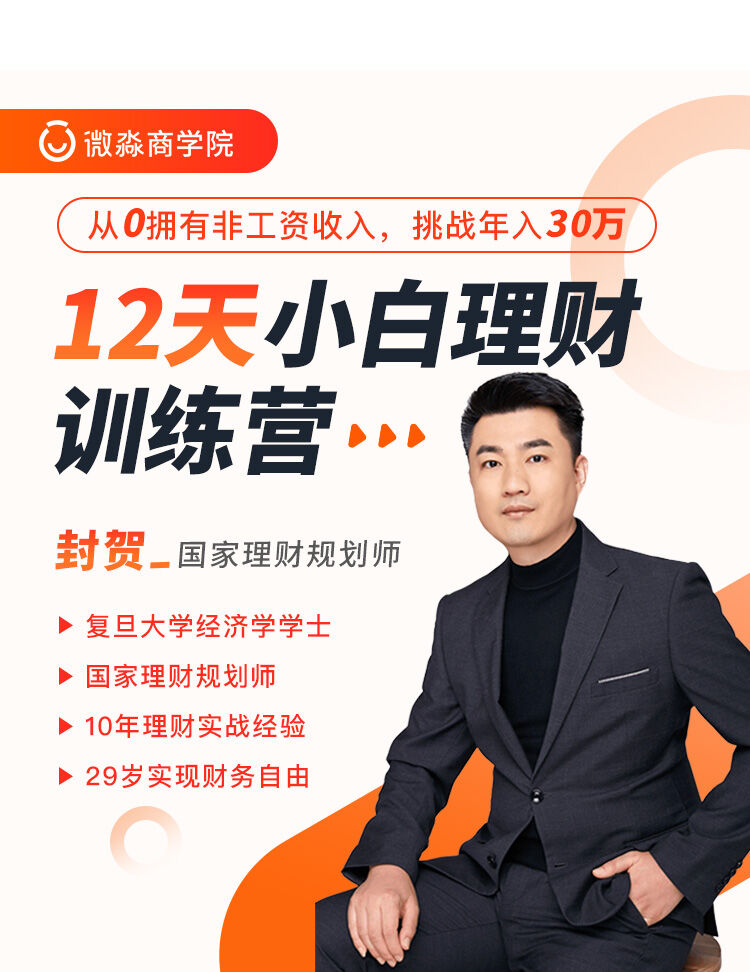 微淼商学院
从0拥有非工资收入，挑战年入30万
12天小白理财
训练营
封贺_国家理财规划师
复旦大学经济学学士
国家理财规划师
10年理财实战经验
29岁实现财务自由